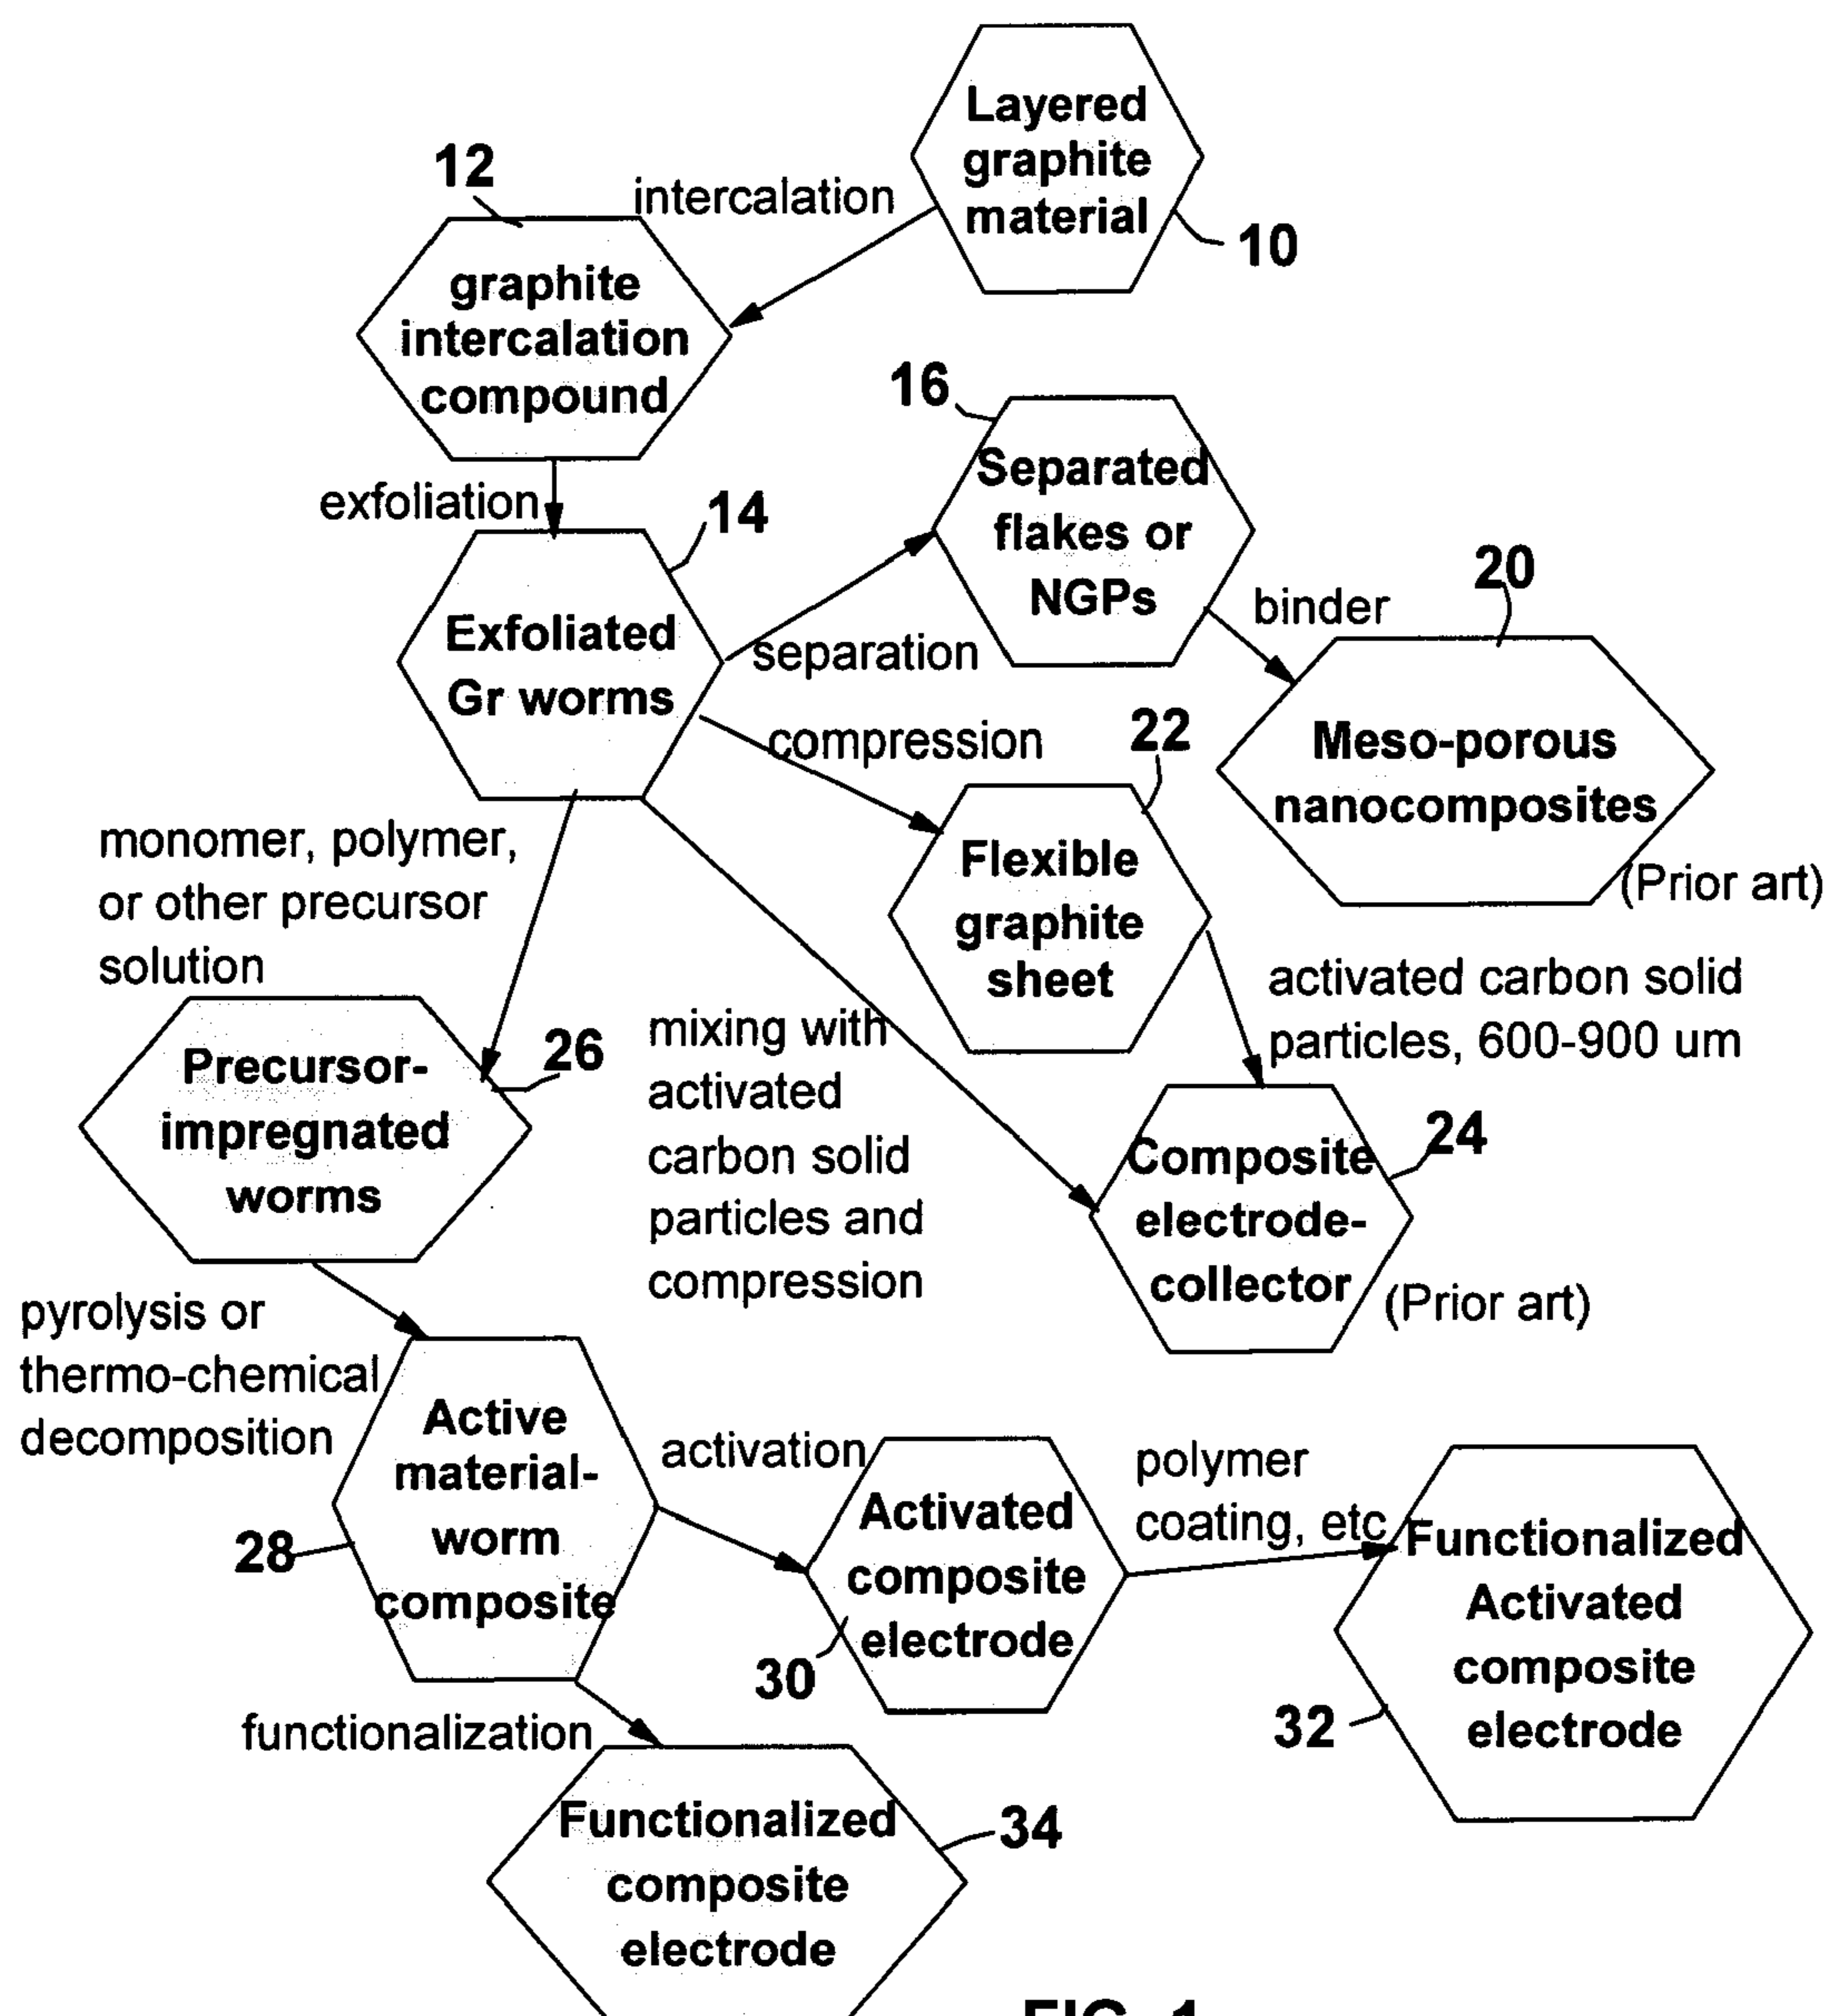 Layered
graphite
material
10
12
intercalation
graphite
intercalation
compound
16
Separated
flakes or
NGPs
exfoliation
14
Exfoliated
Gr worms
separation
binder
20
Meso-porous
nanocomposites
(Prior art)
compression
22
Flexible
graphite
sheet
monomer, polymer,
or other precursor
solution
activated carbon solid
particles, 600-900 um
26
Precursor-
impregnated
worms
mixing with
activated
carbon solid
particles and
compression
24
Composite
electrode-
collector
(Prior art)
pyrolysis or
thermo-chemical
decomposition
Active
material-
worm
composite
28
activation
Activated
composite
electrode
30
polymer
coating, etc
Functionalized
Activated
composite
electrode
32
functionalization
Functionalized
composite
electrode
34
FIG. 1